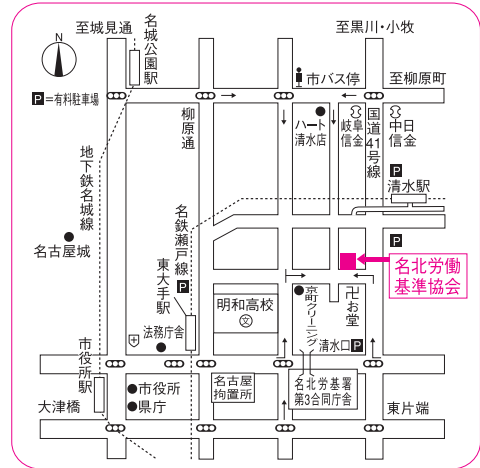 至城見通
至黒川・小牧
N
名城公園駅
市バス停
至柳原町
P=有料駐車場
柳原通
ハート清水店
岐阜信金
国道41号線
中日信金
地下鉄名城線
P
清水駅
名鉄瀬戸線
名古屋城
P
東大手駅
P
名北労働
基準協会
明和高校
文
京町クリーニング
卍お堂
法務庁舎
清水口P
市役所駅
市役所
県庁
名古屋
拘置所
名北労基署
第3合同庁舎
大津橋
東片端